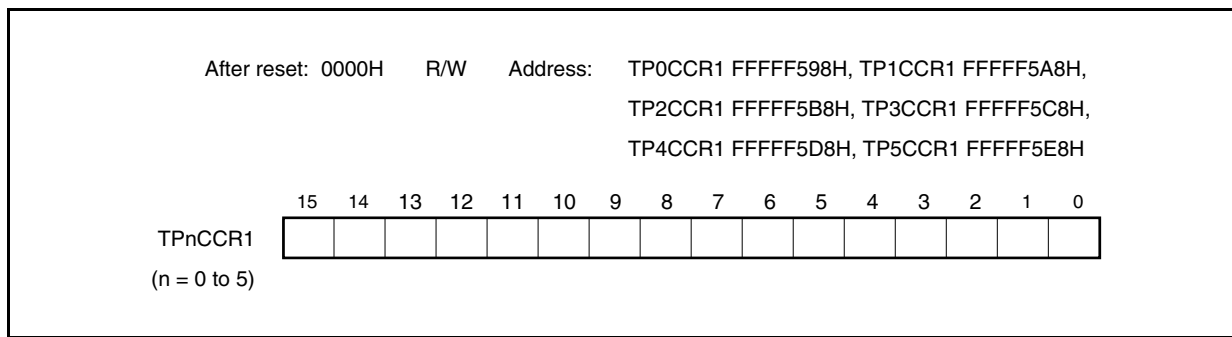 After reset: 0000H R/W Address: TP0CCR1 FFFFF598H, TP1CCR1 FFFFF5A8H,
TP2CCR1 FFFFF5B8H, TP3CCR1 FFFFF5C8H,
TP4CCR1 FFFFF5D8H, TP5CCR1 FFFFF5E8H
15 14 13 12 11 10 9 8 7 6 5 4 3 2 1 0
TPnCCR1
(n = 0 to 5)